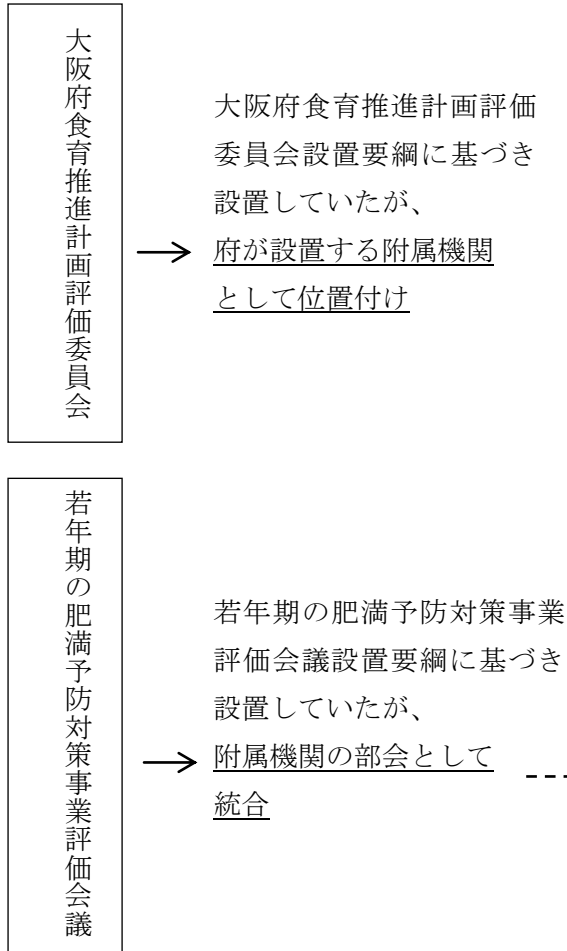 大阪府食育推進計画評価委員会
大阪府食育推進計画評価
委員会設置要綱に基づき
設置していたが、
府が設置する附属機関
として位置付け
若年期の肥満予防対策事業評価会議
若年期の肥満予防対策事業
評価会議設置要綱に基づき
設置していたが、
附属機関の部会として
統合